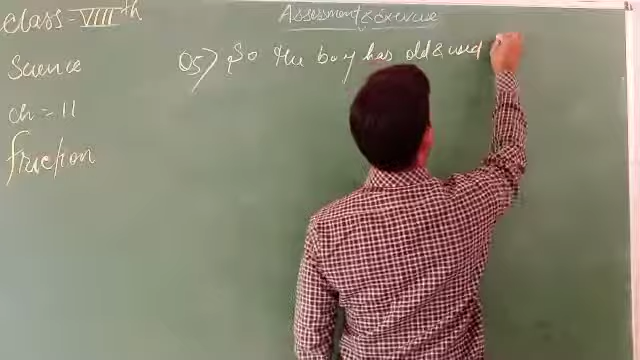 Class-VIIIth
Assessment & Exercise
Science
Q5) So the boy has old & used
ch = 11
friction